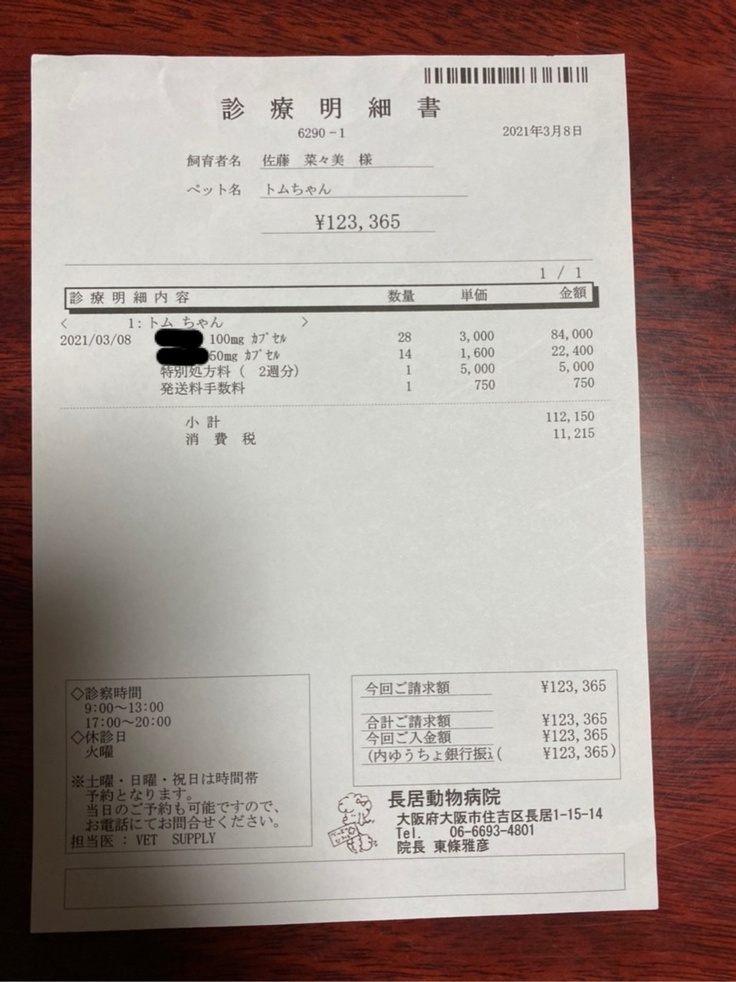 診療明細書
6290-1
2021年3月8日
飼育者名 佐藤 菜々美 様
ペット名 トムちゃん
¥123,365
1 / 1
診療明細内容 数量 単価 金額
< 1:トム ちゃん >
2021/03/08 100mg ｶﾌﾟｾﾙ 28 3,000 84,000
50mg ｶﾌﾟｾﾙ 14 1,600 22,400
特別処方料 ( 2週分) 1 5,000 5,000
発送料手数料 1 750 750
小計 112,150
消費税 11,215
◇診察時間
9:00～13:00
17:00～20:00
◇休診日
火曜
※土曜・日曜・祝日は時間帯
予約となります。
当日のご予約も可能ですので、
お電話にてお問合せください。
担当医：VET SUPPLY
今回ご請求額 ¥123,365
合計ご請求額 ¥123,365
今回ご入金額 ¥123,365
(内ゆうちょ銀行振込( ¥123,365)
長居動物病院
大阪府大阪市住吉区長居1-15-14
Tel. 06-6693-4801
院長 東條雅彦